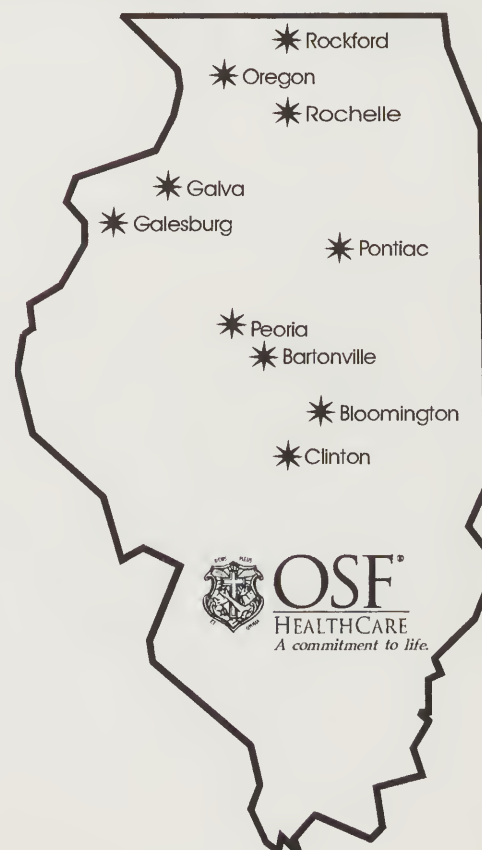 Rockford
Oregon
Rochelle
Galva
Galesburg
Pontiac
Peoria
Bartonville
Bloomington
Clinton
OSF®
HEALTHCARE
A commitment to life.